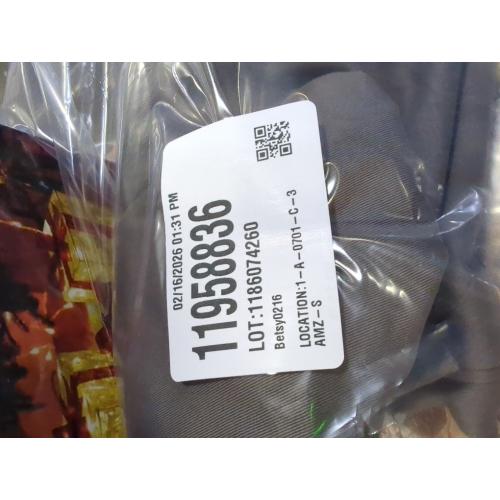 02/16/2026 01:31 PM
11958836
LOT:1186074260
Betsy0216
LOCATION:1-A-0701-C-3
AMZ-S